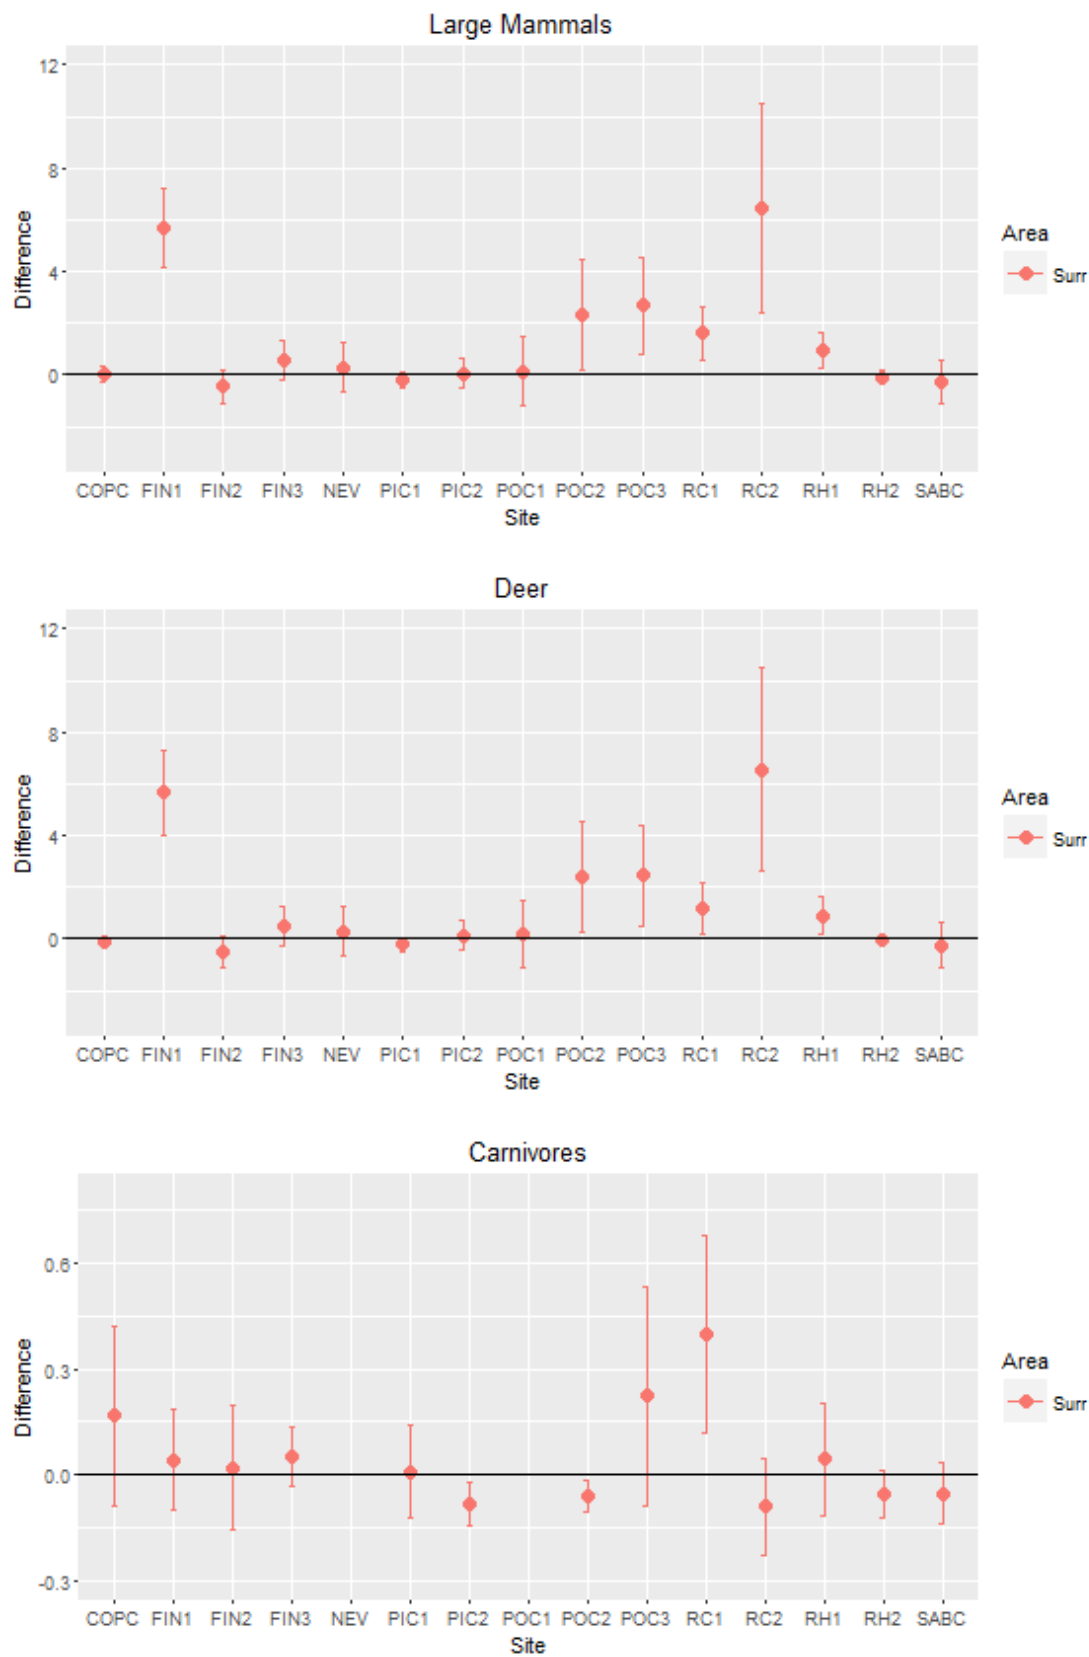 Large Mammals
12
8
4
0
Difference
COPC FIN1 FIN2 FIN3 NEV PIC1 PIC2 POC1 POC2 POC3 RC1 RC2 RH1 RH2 SABC
Site
Area
Surr
Deer
12
8
4
0
Difference
COPC FIN1 FIN2 FIN3 NEV PIC1 PIC2 POC1 POC2 POC3 RC1 RC2 RH1 RH2 SABC
Site
Area
Surr
Carnivores
0.6
0.3
0.0
-0.3
Difference
COPC FIN1 FIN2 FIN3 NEV PIC1 PIC2 POC1 POC2 POC3 RC1 RC2 RH1 RH2 SABC
Site
Area
Surr